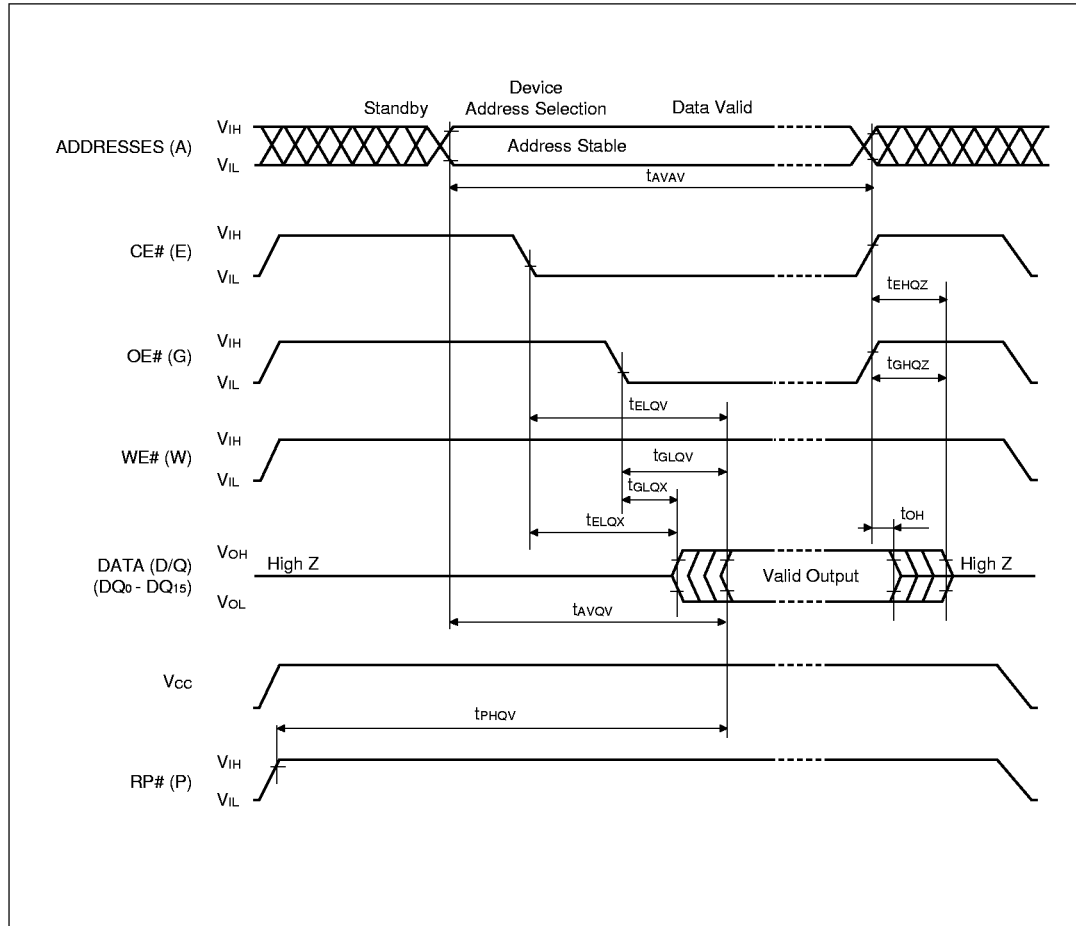 Device
Standby Address Selection Data Valid
VIH
ADDRESSES (A) Address Stable
VIL
tAVAV
VIH
CE# (E)
VIL
tEHQZ
VIH
OE# (G)
tGHQZ
VIL
tELQV
VIH
WE# (W)
tGLQV
VIL
tGLQX
tELQX
tOH
VOH
DATA (D/Q) High Z Valid Output High Z
(DQ0 - DQ15)
VOL
tAVQV
VCC
tPHQV
VIH
RP# (P)
VIL